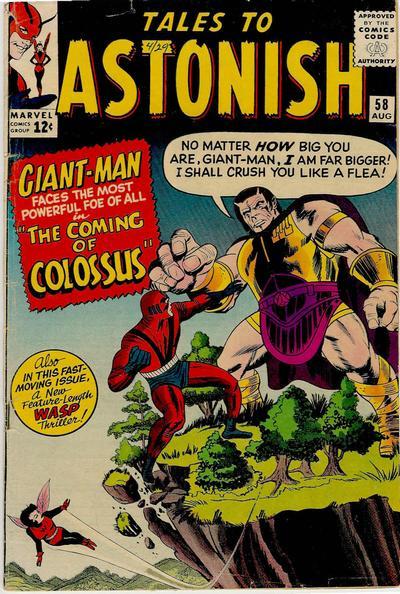 TALES TO
ASTONISH
4/29
APPROVED
BY THE
COMICS
CODE
AUTHORITY
MARVEL
COMICS
GROUP
12¢
58
AUG
NO MATTER HOW BIG YOU
ARE, GIANT-MAN, I AM FAR BIGGER!
I SHALL CRUSH YOU LIKE A FLEA!
GIANT-MAN
FACES THE MOST
POWERFUL FOE OF ALL
in
"THE COMING
OF
COLOSSUS"
Also
IN THIS FAST-
MOVING ISSUE,
A New
Feature-Length
WASP
Thriller!